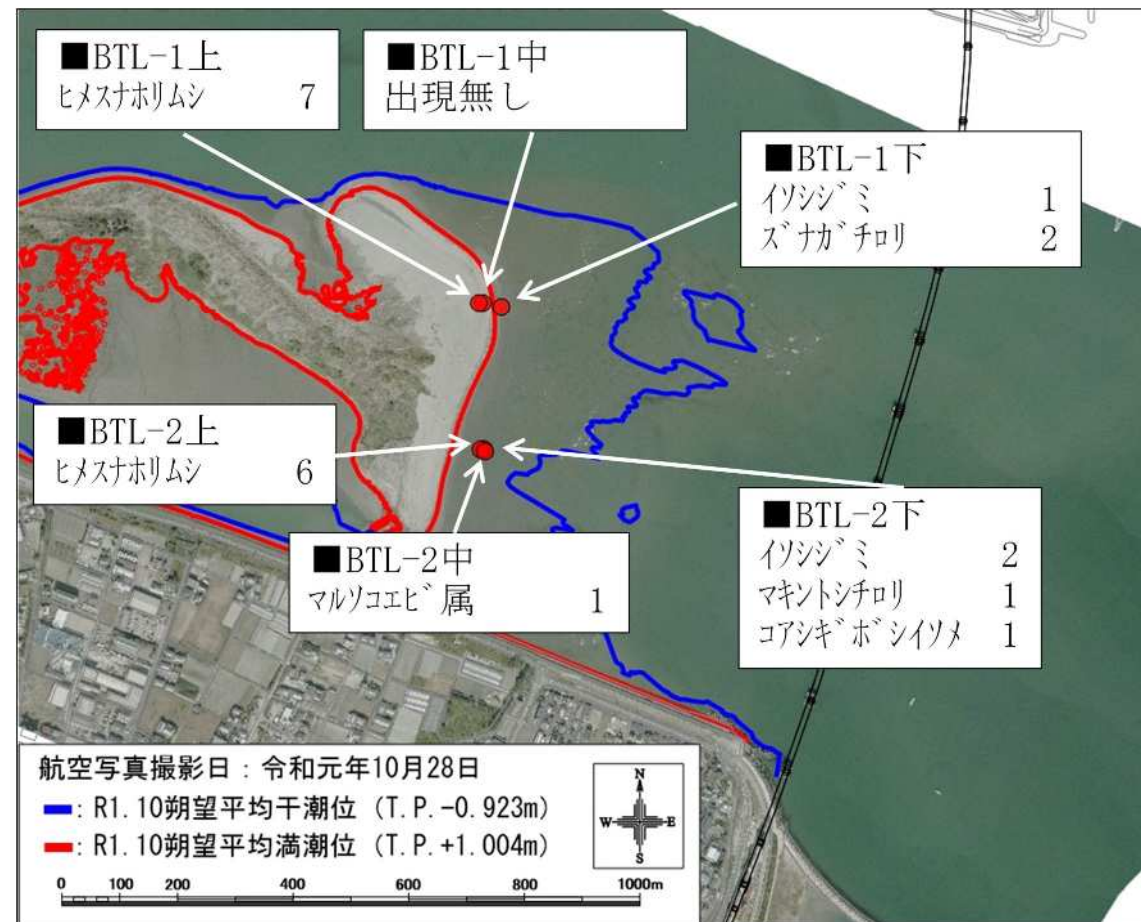 ■BTL-1上
ヒメスナホリムシ 7
■BTL-1中
出現無し
■BTL-1下
イソシジミ 1
ズナガチロリ 2
■BTL-2上
ヒメスナホリムシ 6
■BTL-2中
マルソコエビ属 1
■BTL-2下
イソシジミ 2
マキントシチロリ 1
コアシギボシイソメ 1
航空写真撮影日：令和元年10月28日
：R1.10朔望平均干潮位（T.P.-0.923m）
：R1.10朔望平均満潮位（T.P.+1.004m）
N
W E
S
0 100 200 400 600 800 1000m